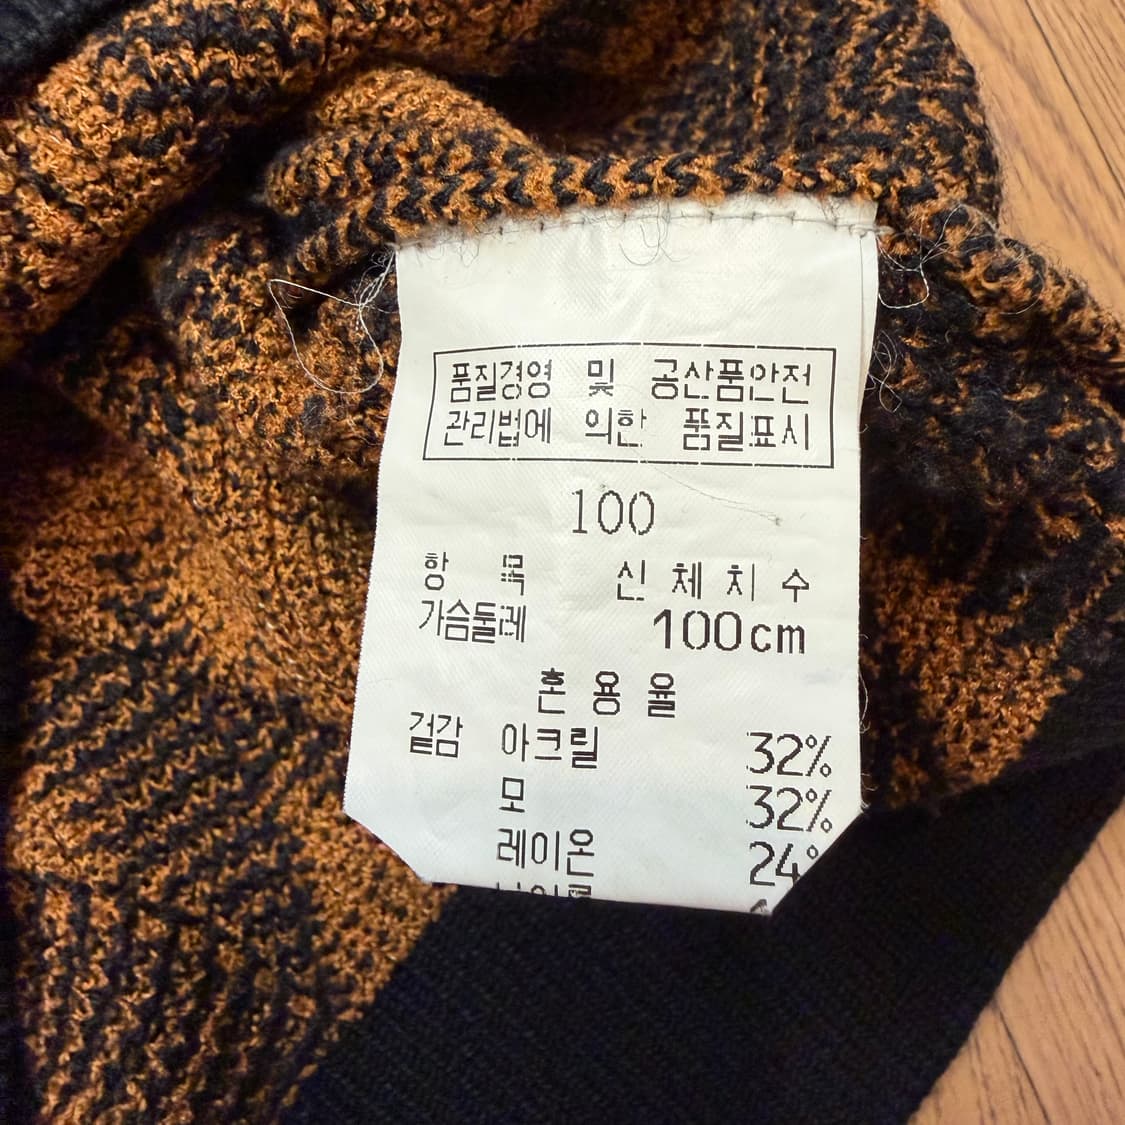 품질경영 및 공산품안전
관리법에 의한 품질표시
100
항 목 신 체 치 수
가슴둘레 100cm
혼 용 율
겉감 아크릴 32%
모 32%
레이온 24%